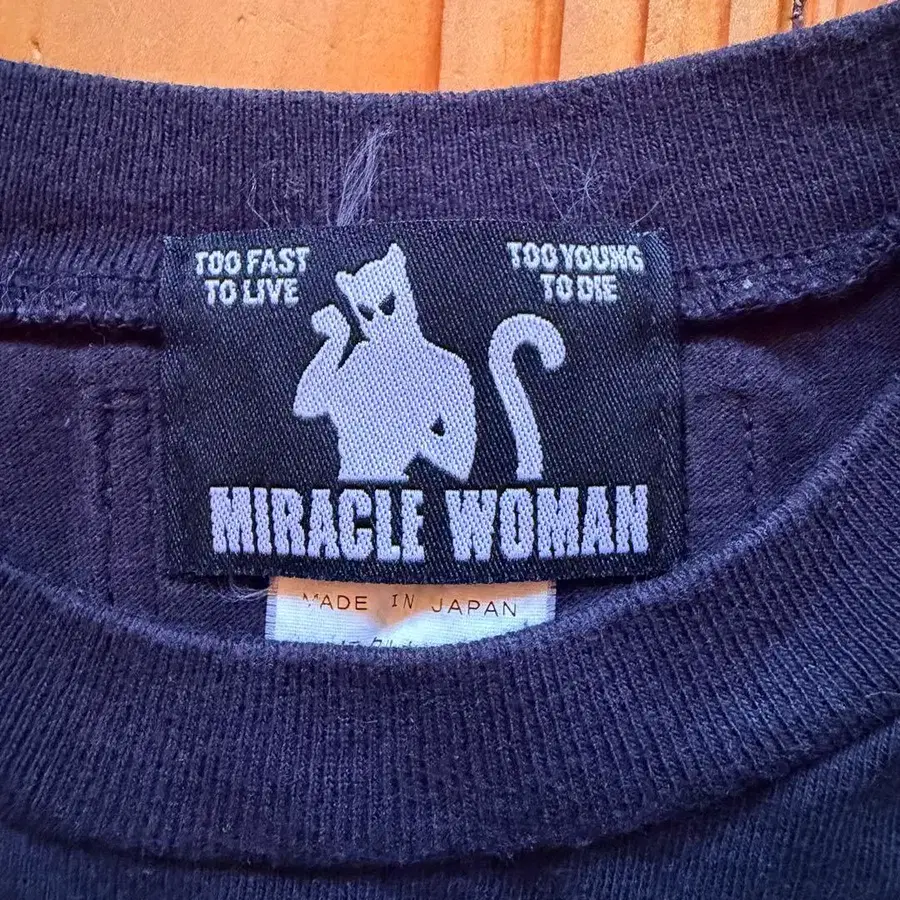 TOO FAST
TO LIVE
TOO YOUNG
TO DIE
MIRACLE WOMAN
MADE IN JAPAN